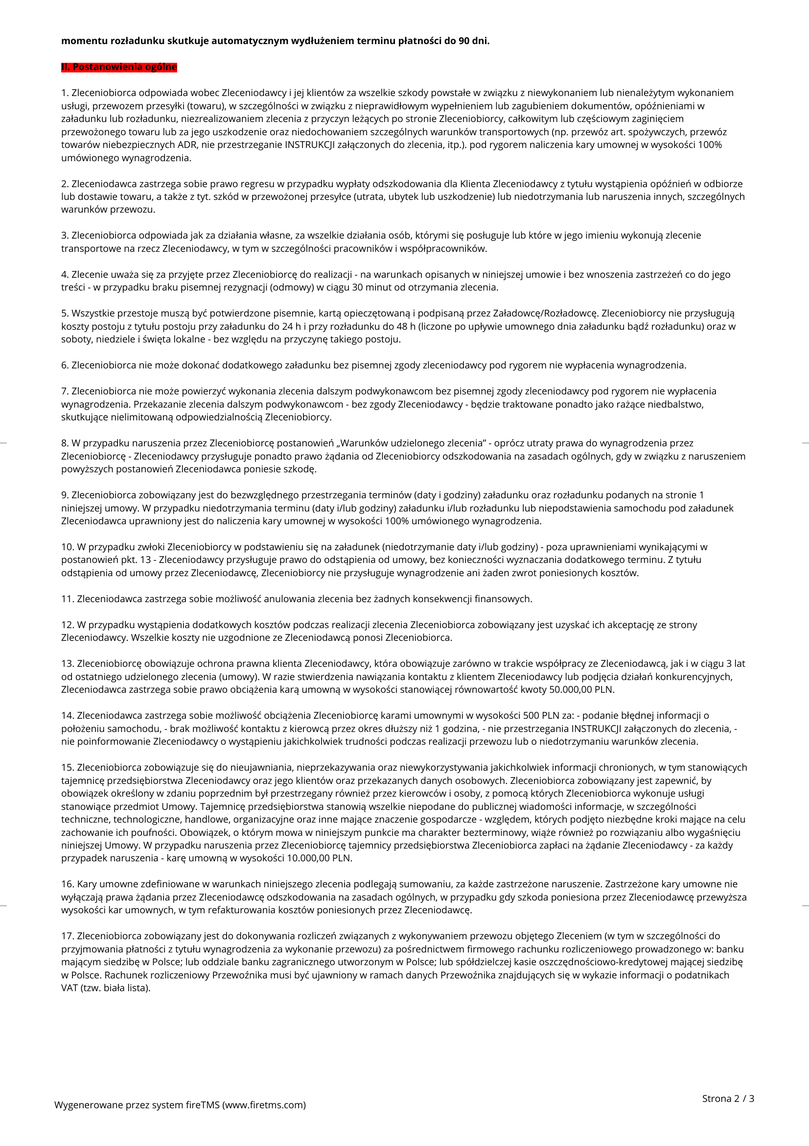 momentu rozładunku skutkuje automatycznym wydłużeniem terminu płatności do 90 dni.
II. Postanowienia ogólne
1. Zleceniobiorca odpowiada wobec Zleceniodawcy i jej klientów za wszelkie szkody powstałe w związku z niewykonaniem lub nienależytym wykonaniem
usługi, przewozem przesyłki (towaru), w szczególności w związku z nieprawidłowym wypełnieniem lub zagubieniem dokumentów, opóźnieniami w
załadunku lub rozładunku, niezrealizowaniem zlecenia z przyczyn leżących po stronie Zleceniobiorcy, całkowitym lub częściowym zaginięciem
przewożonego towaru lub za jego uszkodzenie oraz niedochowaniem szczególnych warunków transportowych (np. przewóz art. spożywczych, przewóz
towarów niebezpiecznych ADR, nie przestrzeganie INSTRUKCJI załączonych do zlecenia, itp.). pod rygorem naliczenia kary umownej w wysokości 100%
umówionego wynagrodzenia.
2. Zleceniodawca zastrzega sobie prawo regresu w przypadku wypłaty odszkodowania dla Klienta Zleceniodawcy z tytułu wystąpienia opóźnień w odbiorze
lub dostawie towaru, a także z tyt. szkód w przewożonej przesyłce (utrata, ubytek lub uszkodzenie) lub niedotrzymania lub naruszenia innych, szczególnych
warunków przewozu.
3. Zleceniobiorca odpowiada jak za działania własne, za wszelkie działania osób, którymi się posługuje lub które w jego imieniu wykonują zlecenie
transportowe na rzecz Zleceniodawcy, w tym w szczególności pracowników i współpracowników.
4. Zlecenie uważa się za przyjęte przez Zleceniobiorcę do realizacji - na warunkach opisanych w niniejszej umowie i bez wnoszenia zastrzeżeń co do jego
treści - w przypadku braku pisemnej rezygnacji (odmowy) w ciągu 30 minut od otrzymania zlecenia.
5. Wszystkie przestoje muszą być potwierdzone pisemnie, kartą opieczętowaną i podpisaną przez Załadowcę/Rozładowcę. Zleceniobiorcy nie przysługują
koszty postoju z tytułu postoju przy załadunku do 24 h i przy rozładunku do 48 h (liczone po upływie umownego dnia załadunku bądź rozładunku) oraz w
soboty, niedziele i święta lokalne - bez względu na przyczynę takiego postoju.
6. Zleceniobiorca nie może dokonać dodatkowego załadunku bez pisemnej zgody zleceniodawcy pod rygorem nie wypłacenia wynagrodzenia.
7. Zleceniobiorca nie może powierzyć wykonania zlecenia dalszym podwykonawcom bez pisemnej zgody zleceniodawcy pod rygorem nie wypłacenia
wynagrodzenia. Przekazanie zlecenia dalszym podwykonawcom - bez zgody Zleceniodawcy - będzie traktowane ponadto jako rażące niedbalstwo,
skutkujące nielimitowaną odpowiedzialnością Zleceniobiorcy.
8. W przypadku naruszenia przez Zleceniobiorcę postanowień „Warunków udzielonego zlecenia” - oprócz utraty prawa do wynagrodzenia przez
Zleceniobiorcę - Zleceniodawcy przysługuje ponadto prawo żądania od Zleceniobiorcy odszkodowania na zasadach ogólnych, gdy w związku z naruszeniem
powyższych postanowień Zleceniodawca poniesie szkodę.
9. Zleceniobiorca zobowiązany jest do bezwzględnego przestrzegania terminów (daty i godziny) załadunku oraz rozładunku podanych na stronie 1
niniejszej umowy. W przypadku niedotrzymania terminu (daty i/lub godziny) załadunku i/lub rozładunku lub niepodstawienia samochodu pod załadunek
Zleceniodawca uprawniony jest do naliczenia kary umownej w wysokości 100% umówionego wynagrodzenia.
10. W przypadku zwłoki Zleceniobiorcy w podstawieniu się na załadunek (niedotrzymanie daty i/lub godziny) - poza uprawnieniami wynikającymi w
postanowień pkt. 13 - Zleceniodawcy przysługuje prawo do odstąpienia od umowy, bez konieczności wyznaczania dodatkowego terminu. Z tytułu
odstąpienia od umowy przez Zleceniodawcę, Zleceniobiorcy nie przysługuje wynagrodzenie ani żaden zwrot poniesionych kosztów.
11. Zleceniodawca zastrzega sobie możliwość anulowania zlecenia bez żadnych konsekwencji finansowych.
12. W przypadku wystąpienia dodatkowych kosztów podczas realizacji zlecenia Zleceniobiorca zobowiązany jest uzyskać ich akceptację ze strony
Zleceniodawcy. Wszelkie koszty nie uzgodnione ze Zleceniodawcą ponosi Zleceniobiorca.
13. Zleceniobiorcę obowiązuje ochrona prawna klienta Zleceniodawcy, która obowiązuje zarówno w trakcie współpracy ze Zleceniodawcą, jak i w ciągu 3 lat
od ostatniego udzielonego zlecenia (umowy). W razie stwierdzenia nawiązania kontaktu z klientem Zleceniodawcy lub podjęcia działań konkurencyjnych,
Zleceniodawca zastrzega sobie prawo obciążenia karą umowną w wysokości stanowiącej równowartość kwoty 50.000,00 PLN.
14. Zleceniodawca zastrzega sobie możliwość obciążenia Zleceniobiorcę karami umownymi w wysokości 500 PLN za: - podanie błędnej informacji o
położeniu samochodu, - brak możliwość kontaktu z kierowcą przez okres dłuższy niż 1 godzina, - nie przestrzegania INSTRUKCJI załączonych do zlecenia, -
nie poinformowanie Zleceniodawcy o wystąpieniu jakichkolwiek trudności podczas realizacji przewozu lub o niedotrzymaniu warunków zlecenia.
15. Zleceniobiorca zobowiązuje się do nieujawniania, nieprzekazywania oraz niewykorzystywania jakichkolwiek informacji chronionych, w tym stanowiących
tajemnicę przedsiębiorstwa Zleceniodawcy oraz jego klientów oraz przekazanych danych osobowych. Zleceniobiorca zobowiązany jest zapewnić, by
obowiązek określony w zdaniu poprzednim był przestrzegany również przez kierowców i osoby, z pomocą których Zleceniobiorca wykonuje usługi
stanowiące przedmiot Umowy. Tajemnicę przedsiębiorstwa stanowią wszelkie niepodane do publicznej wiadomości informacje, w szczególności
techniczne, technologiczne, handlowe, organizacyjne oraz inne mające znaczenie gospodarcze - względem, których podjęto niezbędne kroki mające na celu
zachowanie ich poufności. Obowiązek, o którym mowa w niniejszym punkcie ma charakter bezterminowy, wiąże również po rozwiązaniu albo wygaśnięciu
niniejszej Umowy. W przypadku naruszenia przez Zleceniobiorcę tajemnicy przedsiębiorstwa Zleceniobiorca zapłaci na żądanie Zleceniodawcy - za każdy
przypadek naruszenia - karę umowną w wysokości 10.000,00 PLN.
16. Kary umowne zdefiniowane w warunkach niniejszego zlecenia podlegają sumowaniu, za każde zastrzeżone naruszenie. Zastrzeżone kary umowne nie
wyłączają prawa żądania przez Zleceniodawcę odszkodowania na zasadach ogólnych, w przypadku gdy szkoda poniesiona przez Zleceniodawcę przewyższa
wysokości kar umownych, w tym refakturowania kosztów poniesionych przez Zleceniodawcę.
17. Zleceniobiorca zobowiązany jest do dokonywania rozliczeń związanych z wykonywaniem przewozu objętego Zleceniem (w tym w szczególności do
przyjmowania płatności z tytułu wynagrodzenia za wykonanie przewozu) za pośrednictwem firmowego rachunku rozliczeniowego prowadzonego w: banku
mającym siedzibę w Polsce; lub oddziale banku zagranicznego utworzonym w Polsce; lub spółdzielczej kasie oszczędnościowo-kredytowej mającej siedzibę
w Polsce. Rachunek rozliczeniowy Przewoźnika musi być ujawniony w ramach danych Przewoźnika znajdujących się w wykazie informacji o podatnikach
VAT (tzw. biała lista).
Wygenerowane przez system fireTMS (www.firetms.com)
Strona 2 / 3